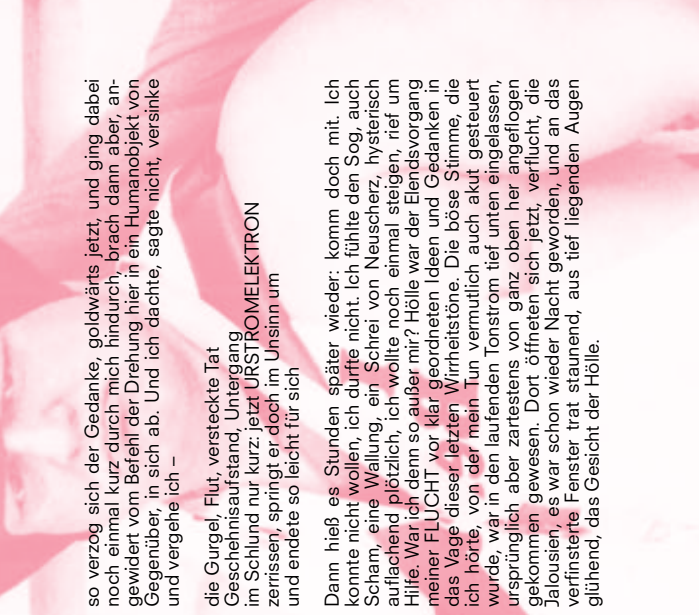 so verzog sich der Gedanke, goldwärts jetzt, und ging dabei
noch einmal kurz durch mich hindurch, brach dann aber, an-
gewidert vom Befehl der Drehung hier in ein Humanobjekt von
Gegenüber, in sich ab. Und ich dachte, sagte nicht, versinke
und vergehe ich –
die Gurgel, Flut, versteckte Tat
Geschehnisaufstand, Untergang
im Schlund nur kurz: jetzt URSTROMELEKTRON
zerrissen, springt er doch im Unsinn um
und endete so leicht für sich
Dann hieß es Stunden später wieder: komm doch mit. Ich
konnte nicht wollen, ich durfte nicht. Ich fühlte den Sog, auch
Scham, eine Wallung, ein Schrei von Neuscherz, hysterisch
auflachend plötzlich, ich wollte noch einmal steigen, rief um
Hilfe. War ich denn so außer mir? Hölle war der Elendsvorgang
meiner FLUCHT vor klar geordneten Ideen und Gedanken in
das Vage dieser letzten Wirrheitstöne. Die böse Stimme, die
ich hörte, von der mein Tun vermutlich auch akut gesteuert
wurde, war in den laufenden Tonstrom tief unten eingelassen,
ursprünglich aber zartestens von ganz oben her angeflogen
gekommen gewesen. Dort öffneten sich jetzt, verflucht, die
Jalousien, es war schon wieder Nacht geworden, und an das
verfinsterte Fenster trat staunend, aus tief liegenden Augen
glühend, das Gesicht der Hölle.